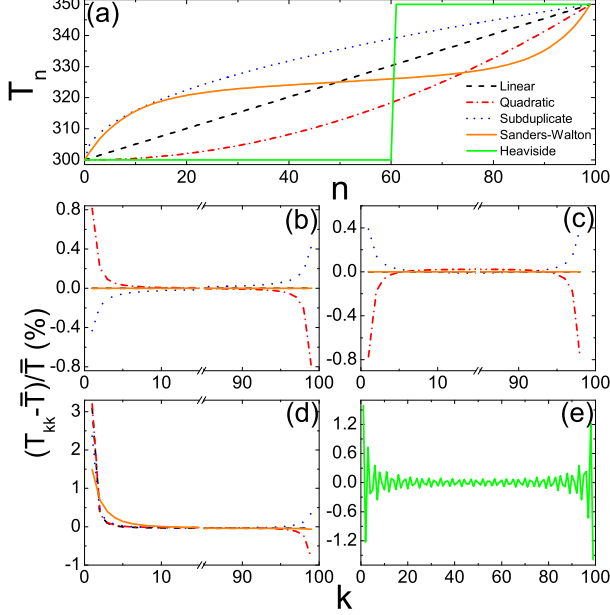 (a)
T_n
350
340
330
320
310
300
Linear
Quadratic
Subduplicate
Sanders-Walton
Heaviside
0 20 40 60 80 100
n
(T_kk-T̄)/T̄ (%)
(b)
0.8
0.4
0.0
-0.4
-0.8
0 10 90 100
(c)
0.4
0.0
-0.4
-0.8
0 10 90 100
(d)
3
2
1
0
-1
0 10 90 100
(e)
1.2
0.6
0.0
-0.6
-1.2
0 20 40 60 80 100
k